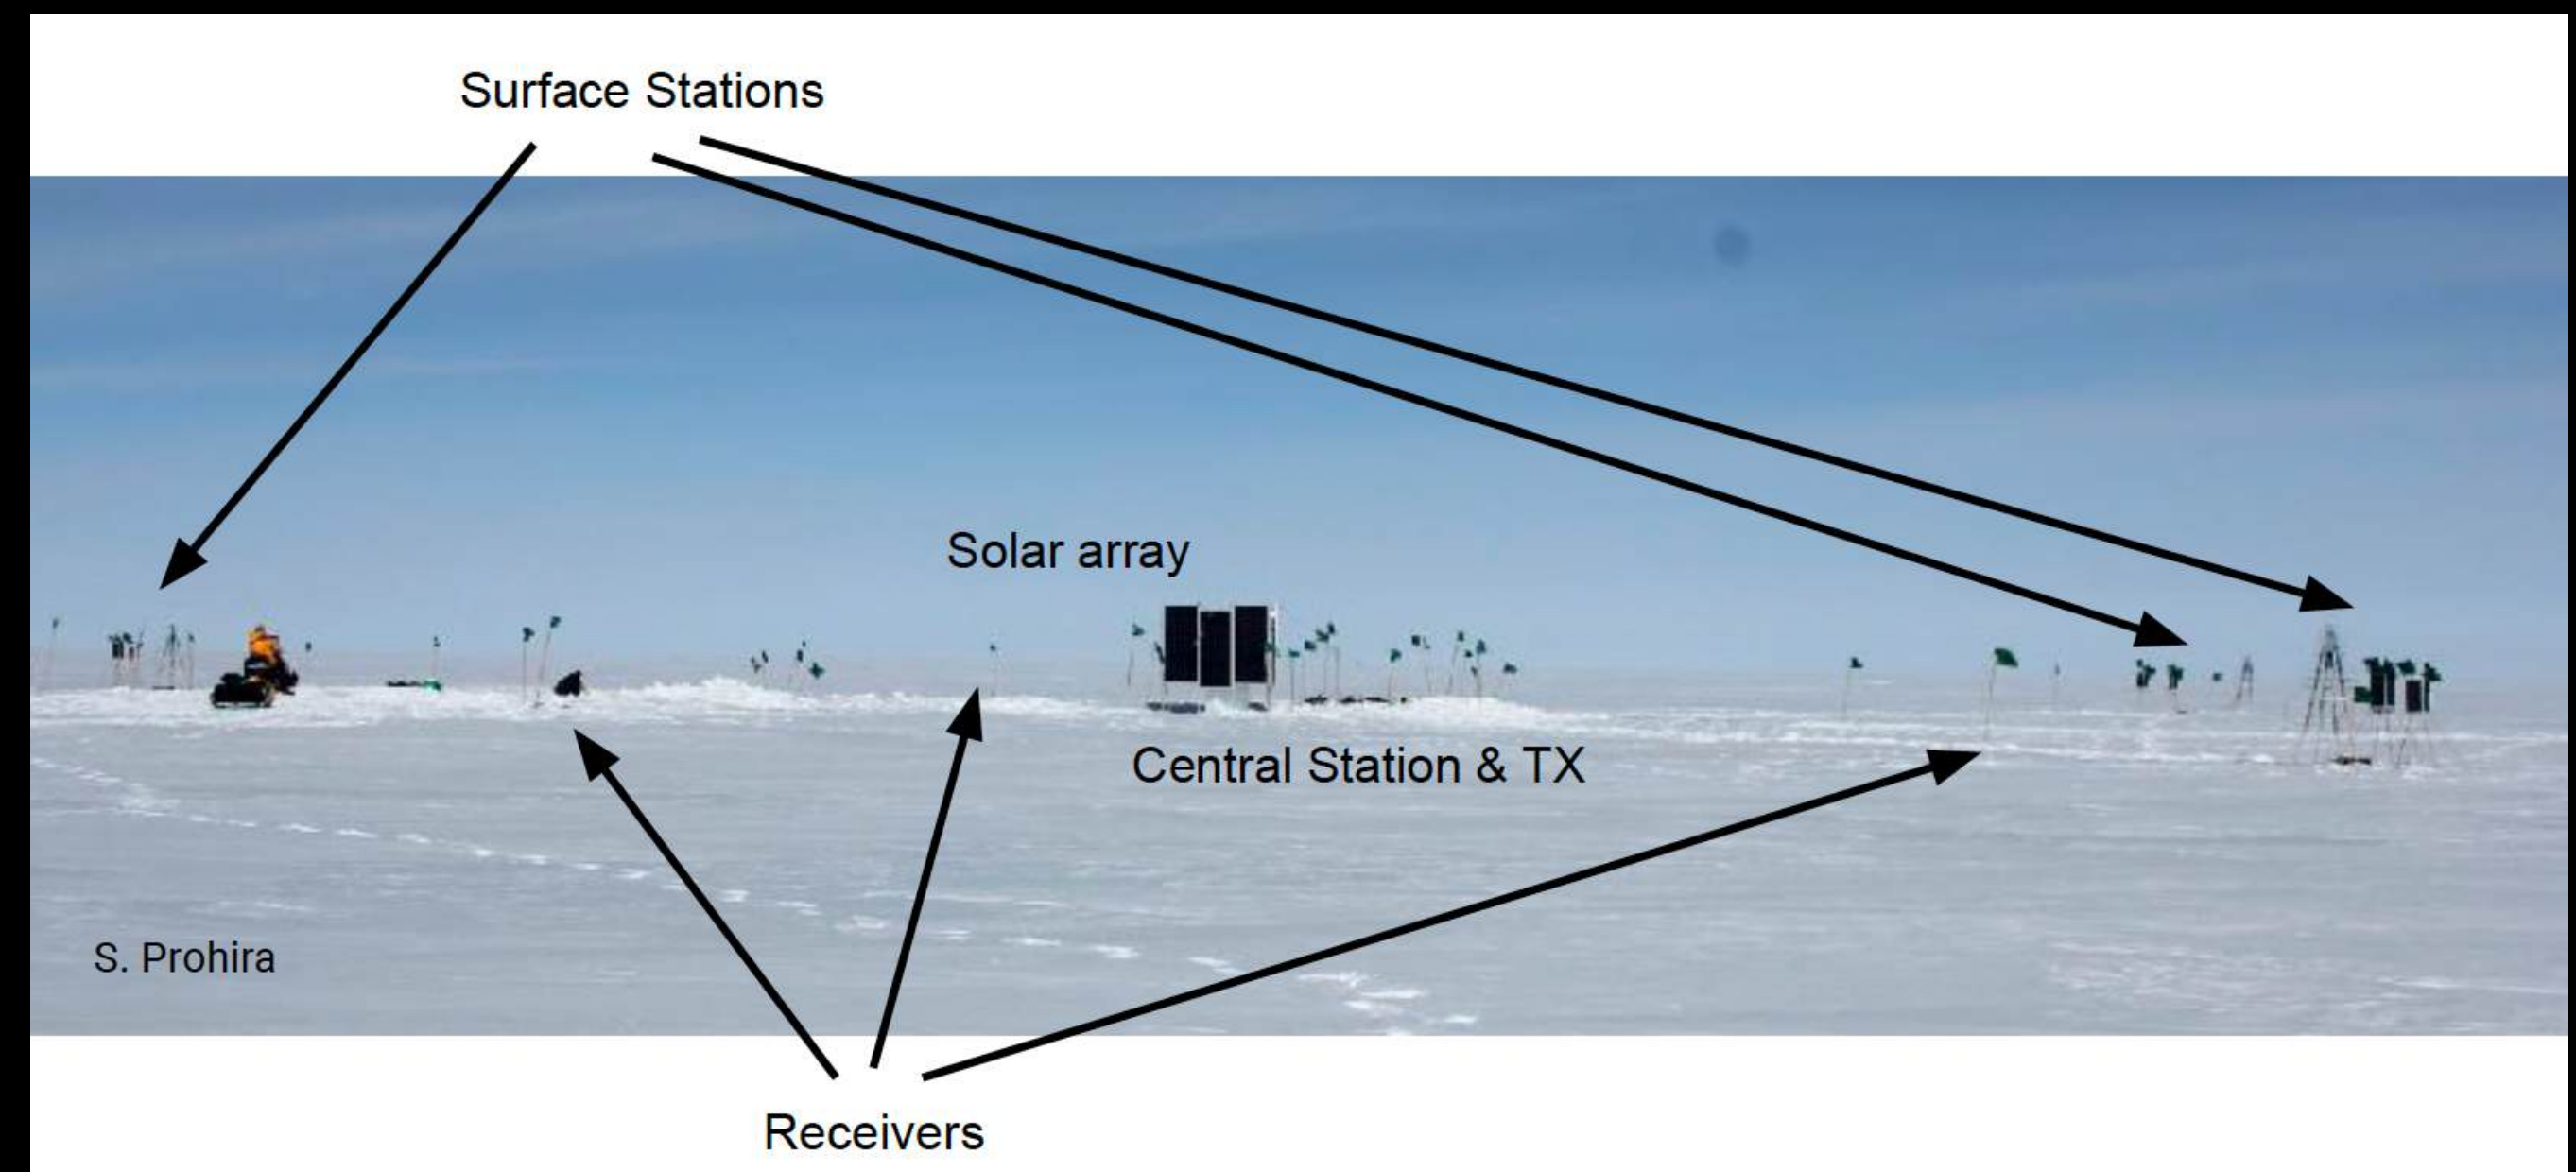 Surface Stations
Solar array
Central Station & TX
S. Prohira
Receivers